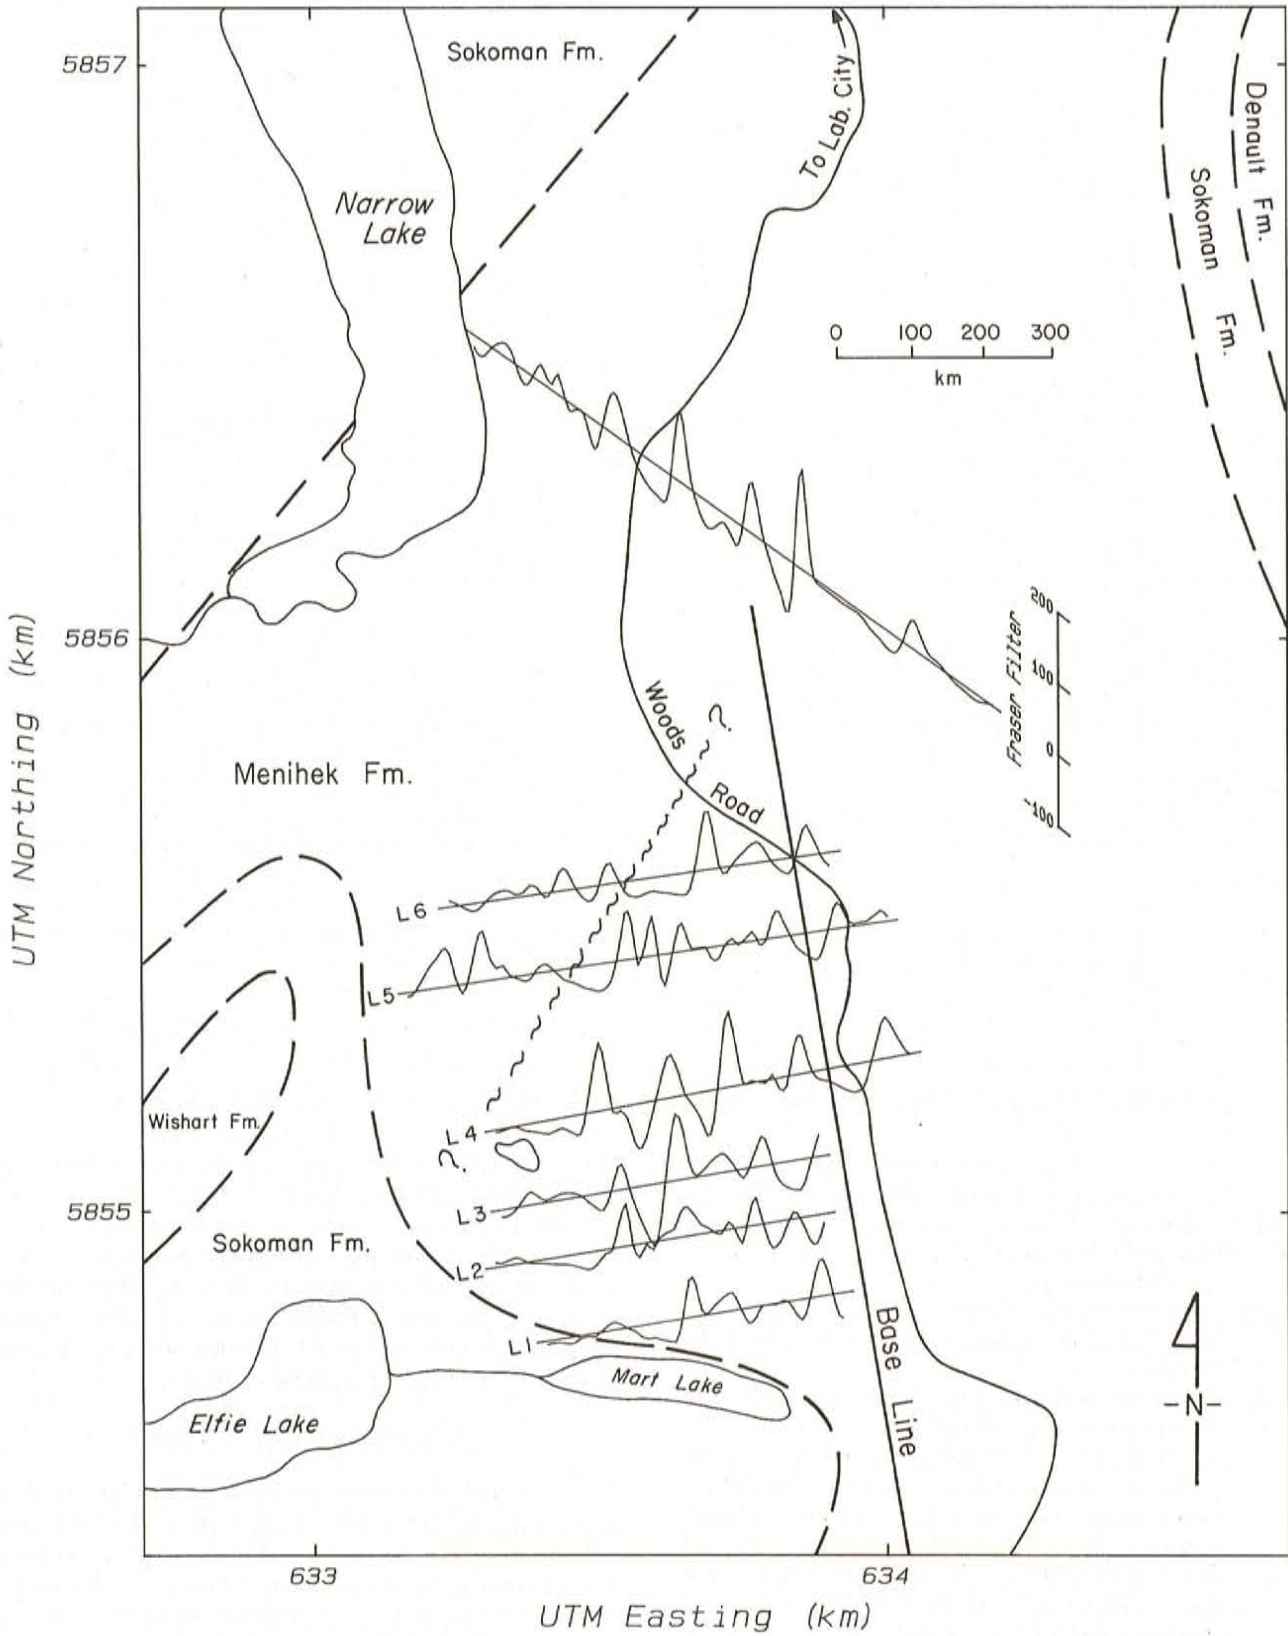 5857
Sokoman Fm.
To Lab. City
Denault Fm.
Sokoman Fm.
Narrow
Lake
0 100 200 300
km
5856
200
100
0
-100
Fraser Filter
Woods
Road
?
Menihek Fm.
L6
L5
Wishart Fm.
L4
?
L3
5855
Sokoman Fm.
L2
L1
Base Line
Mart Lake
Elfie Lake
-N-
633
634
UTM Easting (km)
UTM Northing (km)